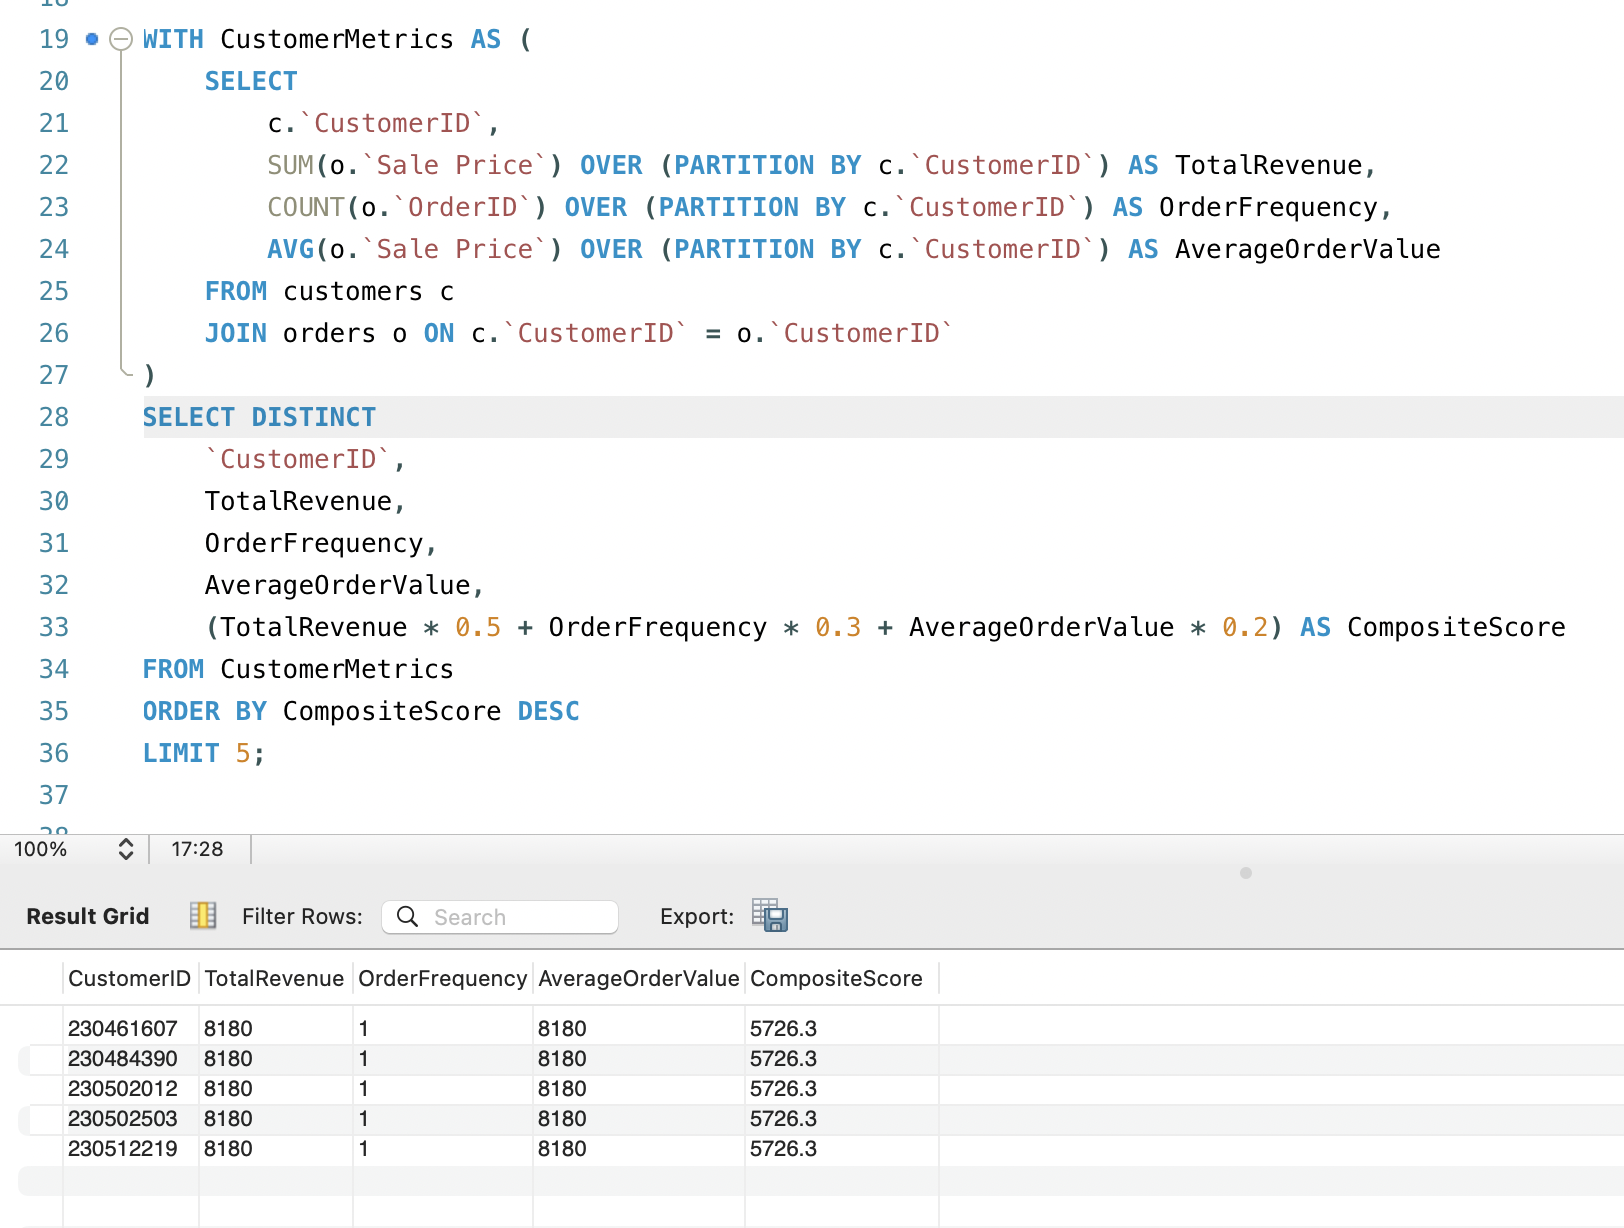 19 WITH CustomerMetrics AS (
20 SELECT
21 c.`CustomerID`,
22 SUM(o.`Sale Price`) OVER (PARTITION BY c.`CustomerID`) AS TotalRevenue,
23 COUNT(o.`OrderID`) OVER (PARTITION BY c.`CustomerID`) AS OrderFrequency,
24 AVG(o.`Sale Price`) OVER (PARTITION BY c.`CustomerID`) AS AverageOrderValue
25 FROM customers c
26 JOIN orders o ON c.`CustomerID` = o.`CustomerID`
27 )
28 SELECT DISTINCT
29 `CustomerID`,
30 TotalRevenue,
31 OrderFrequency,
32 AverageOrderValue,
33 (TotalRevenue * 0.5 + OrderFrequency * 0.3 + AverageOrderValue * 0.2) AS CompositeScore
34 FROM CustomerMetrics
35 ORDER BY CompositeScore DESC
36 LIMIT 5;
37
100% 17:28
Result Grid Filter Rows: Search Export:
CustomerID TotalRevenue OrderFrequency AverageOrderValue CompositeScore
230461607 8180 1 8180 5726.3
230484390 8180 1 8180 5726.3
230502012 8180 1 8180 5726.3
230502503 8180 1 8180 5726.3
230512219 8180 1 8180 5726.3